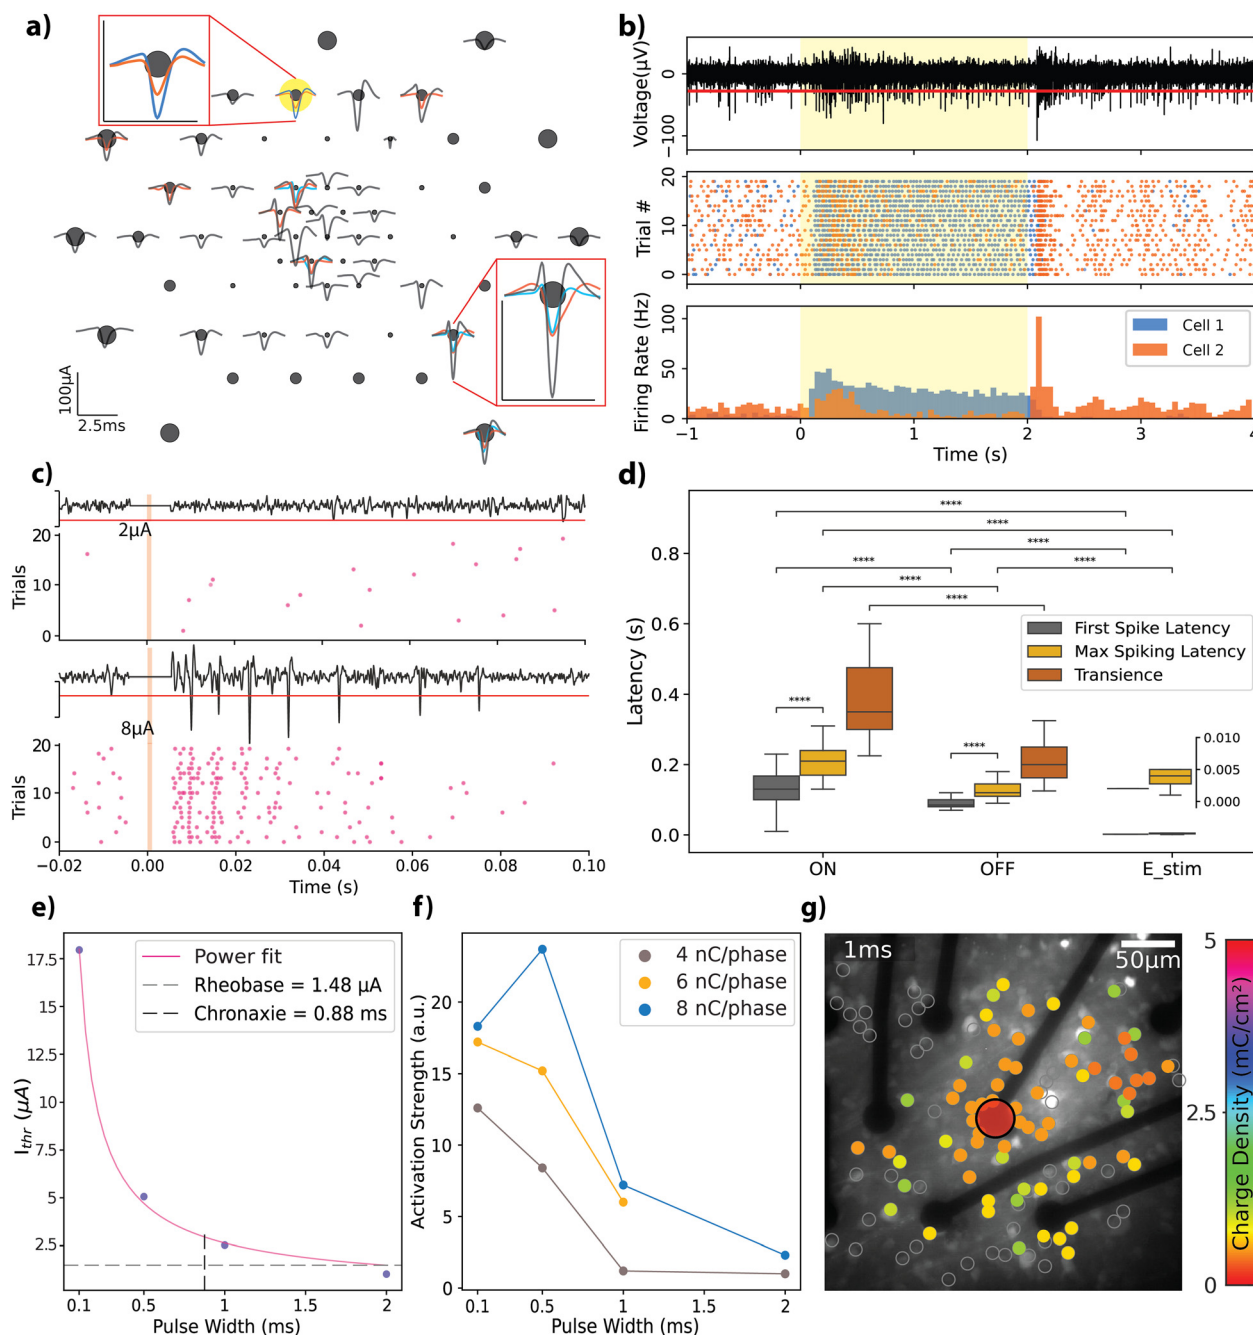 a)
100µA
2.5ms
b)
Voltage(µV)
0
−100
Trial #
20
10
0
Firing Rate (Hz)
100
50
0
Cell 1
Cell 2
−1 0 1 2 3 4
Time (s)
c)
2µA
Trials
20
10
0
8µA
Trials
20
10
0
−0.02 0.00 0.02 0.04 0.06 0.08 0.10
Time (s)
d)
Latency (s)
0.8
0.6
0.4
0.2
0.0
**** 
****
****
**** ****
****
****
****
****
First Spike Latency
Max Spiking Latency
Transience
0.010
0.005
0.000
ON OFF E_stim
e)
I_thr (µA)
17.5
15.0
12.5
10.0
7.5
5.0
2.5
Power fit
Rheobase = 1.48 µA
Chronaxie = 0.88 ms
0.1 0.5 1 1.5 2
Pulse Width (ms)
f)
Activation Strength (a.u.)
20
15
10
5
0
4 nC/phase
6 nC/phase
8 nC/phase
0.1 0.5 1 1.5 2
Pulse Width (ms)
g)
1ms
50µm
Charge Density (mC/cm²)
5
2.5
0